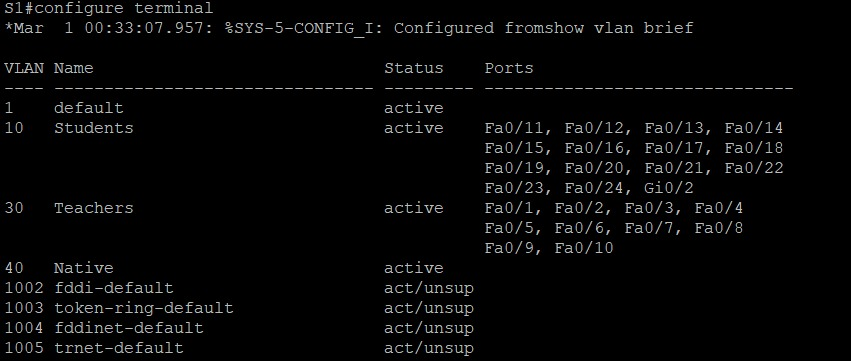 S1#configure terminal
*Mar  1 00:33:07.957: %SYS-5-CONFIG_I: Configured fromshow vlan brief
VLAN Name                             Status    Ports
---- -------------------------------- --------- -------------------------------
1    default                          active
10   Students                         active    Fa0/11, Fa0/12, Fa0/13, Fa0/14
                                                Fa0/15, Fa0/16, Fa0/17, Fa0/18
                                                Fa0/19, Fa0/20, Fa0/21, Fa0/22
                                                Fa0/23, Fa0/24, Gi0/2
30   Teachers                         active    Fa0/1, Fa0/2, Fa0/3, Fa0/4
                                                Fa0/5, Fa0/6, Fa0/7, Fa0/8
                                                Fa0/9, Fa0/10
40   Native                           active
1002 fddi-default                     act/unsup
1003 token-ring-default               act/unsup
1004 fddinet-default                  act/unsup
1005 trnet-default                    act/unsup